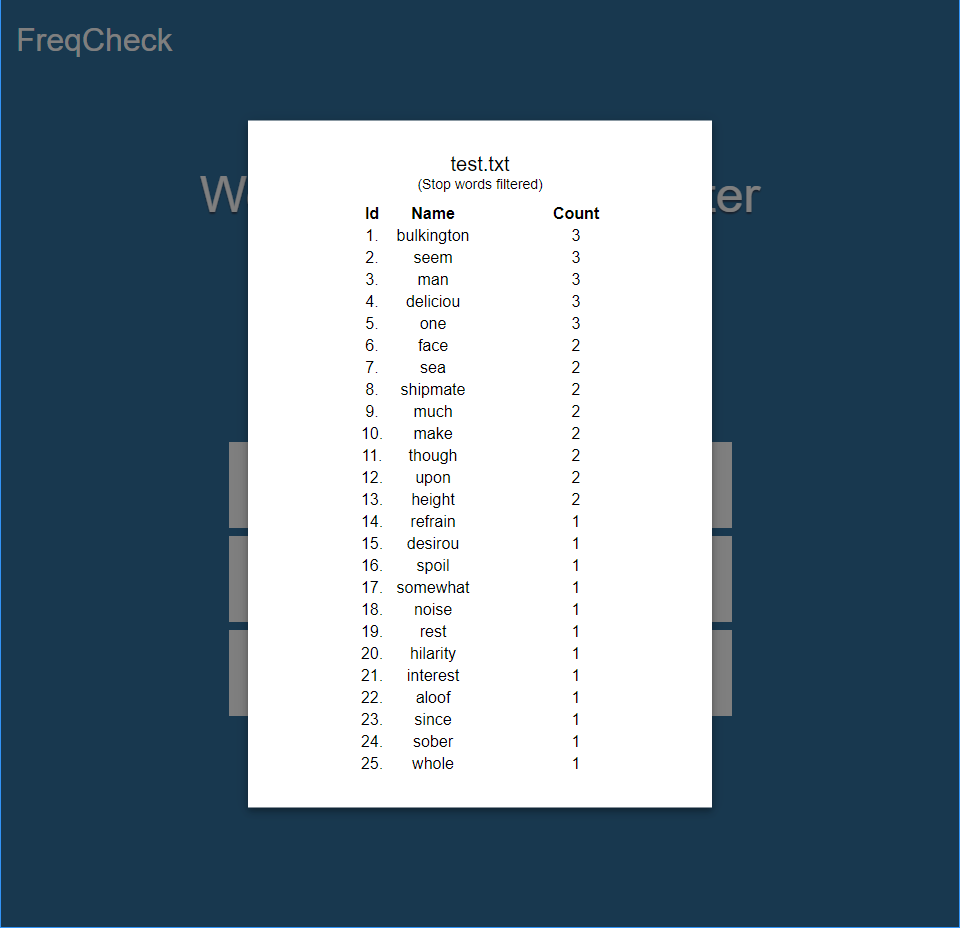 FreqCheck
test.txt
(Stop words filtered)
Id Name Count
1. bulkington 3
2. seem 3
3. man 3
4. deliciou 3
5. one 3
6. face 2
7. sea 2
8. shipmate 2
9. much 2
10. make 2
11. though 2
12. upon 2
13. height 2
14. refrain 1
15. desirou 1
16. spoil 1
17. somewhat 1
18. noise 1
19. rest 1
20. hilarity 1
21. interest 1
22. aloof 1
23. since 1
24. sober 1
25. whole 1